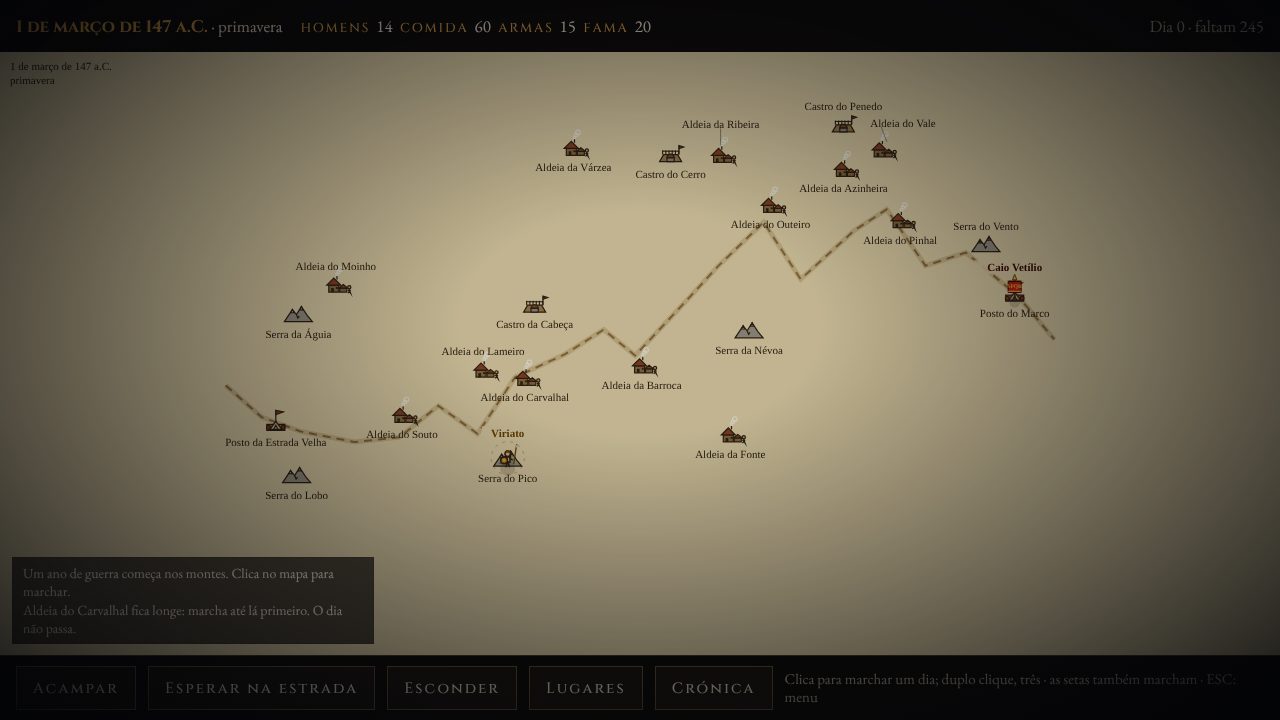 1 DE MARÇO DE 147 A.C. · primavera HOMENS 14 COMIDA 60 ARMAS 15 FAMA 20 Dia 0 · faltam 245
1 de março de 147 a.C.
primavera
Castro do Penedo
Aldeia da Ribeira
Aldeia do Vale
Aldeia da Várzea
Castro do Cerro
Aldeia da Azinheira
Aldeia do Outeiro
Serra do Vento
Aldeia do Pinhal
Aldeia do Moinho
Caio Vetílio
Posto do Marco
Castro da Cabeça
Serra da Águia
Serra da Névoa
Aldeia do Lameiro
Aldeia da Barroca
Aldeia do Carvalhal
Aldeia do Souto
Viriato
Posto da Estrada Velha
Aldeia da Fonte
Serra do Pico
Serra do Lobo
Um ano de guerra começa nos montes. Clica no mapa para
marchar.
Aldeia do Carvalhal fica longe: marcha até lá primeiro. O dia
não passa.
ACAMPAR
ESPERAR NA ESTRADA
ESCONDER
LUGARES
CRÓNICA
Clica para marchar um dia; duplo clique, três · as setas também marcham · ESC:
menu